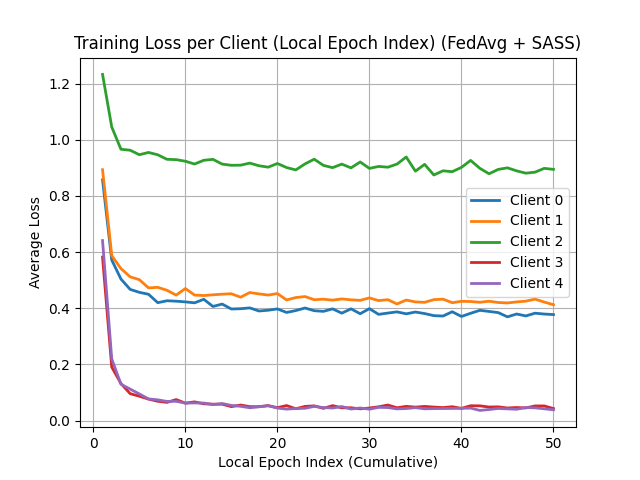 Training Loss per Client (Local Epoch Index) (FedAvg + SASS)
Average Loss
1.2
1.0
0.8
0.6
0.4
0.2
0.0
Client 0
Client 1
Client 2
Client 3
Client 4
0 10 20 30 40 50
Local Epoch Index (Cumulative)